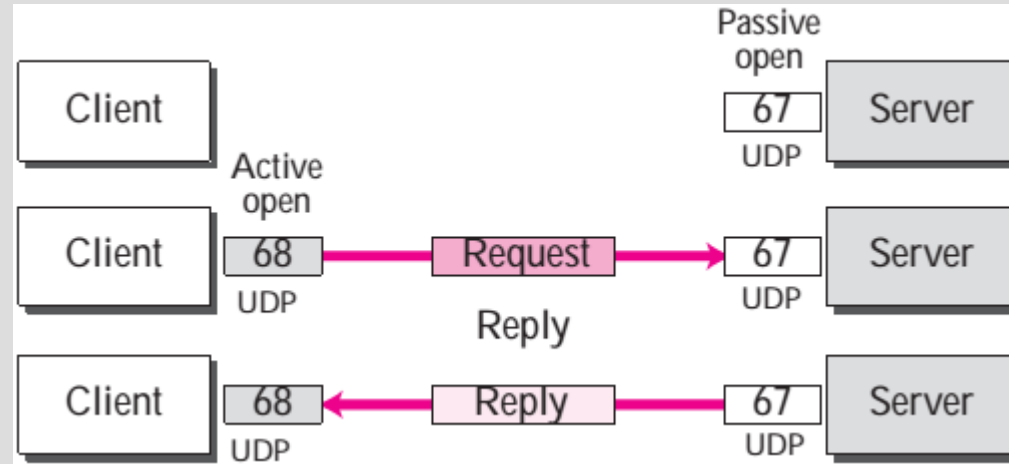 Passive
open
Client
67
Server
UDP
Active
open
Client
68
Request
67
Server
UDP
UDP
Reply
Client
68
Reply
67
Server
UDP
UDP